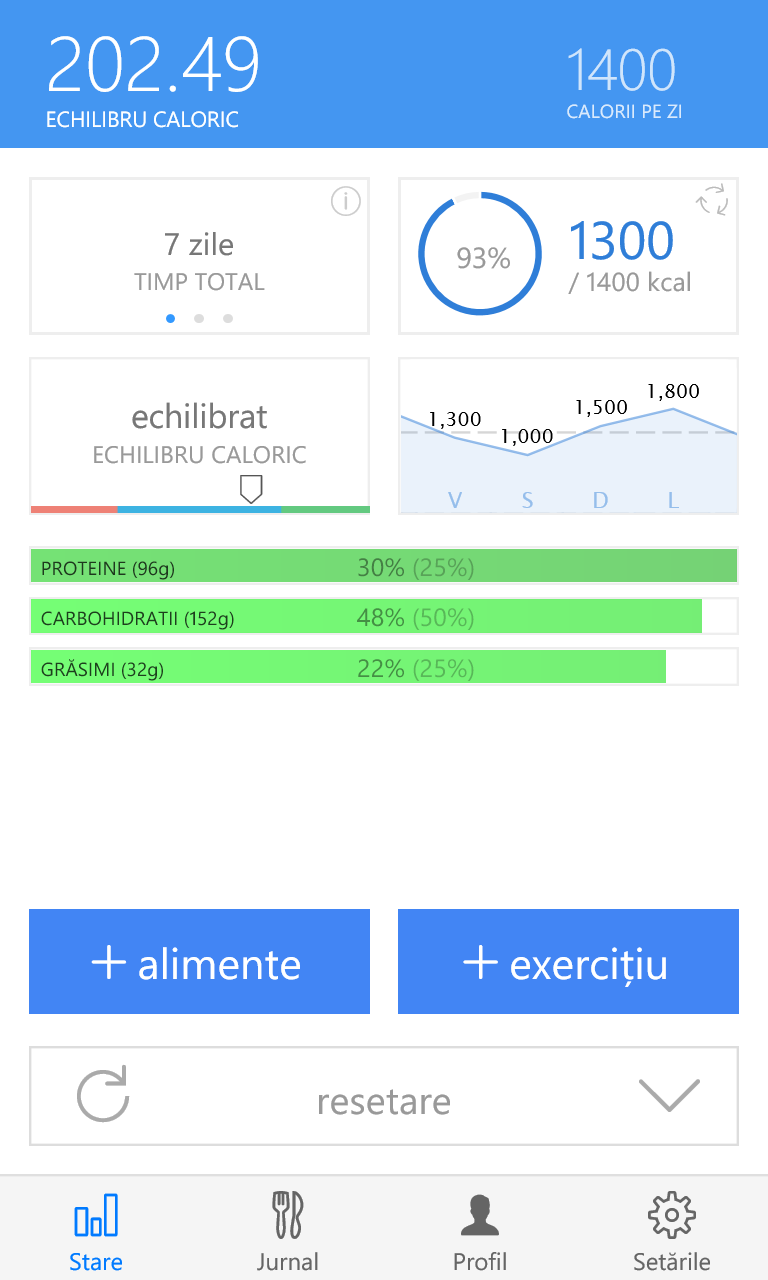 202.49
ECHILIBRU CALORIC
1400
CALORII PE ZI
7 zile
TIMP TOTAL
93%
1300
/ 1400 kcal
echilibrat
ECHILIBRU CALORIC
1,300
1,000
1,500
1,800
V S D L
PROTEINE (96g) 30% (25%)
CARBOHIDRATII (152g) 48% (50%)
GRĂSIMI (32g) 22% (25%)
+ alimente
+ exercițiu
resetare
Stare Jurnal Profil Setările